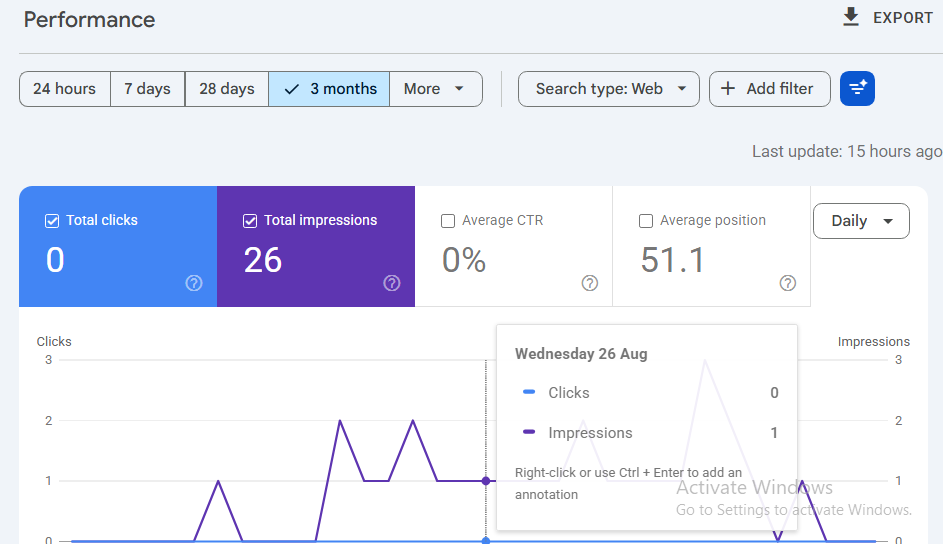 Performance
EXPORT
24 hours
7 days
28 days
3 months
More
Search type: Web
Add filter
Last update: 15 hours ago
Total clicks
0
Total impressions
26
Average CTR
0%
Average position
51.1
Daily
Clicks
Impressions
3
3
2
2
1
1
0
0
Wednesday 26 Aug
Clicks 0
Impressions 1
Right-click or use Ctrl + Enter to add an
annotation
Activate Windows
Go to Settings to activate Windows.